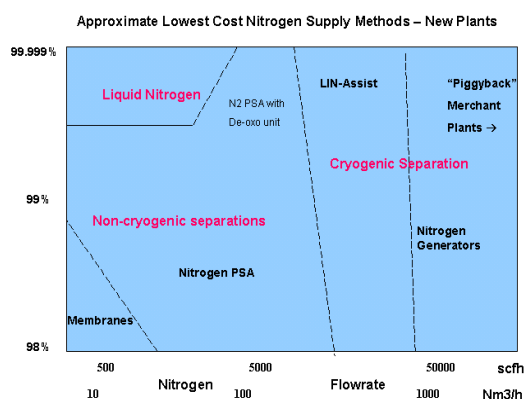 Approximate Lowest Cost Nitrogen Supply Methods – New Plants
99.999%
Liquid Nitrogen
N2 PSA with
De-oxo unit
LIN-Assist
“Piggyback”
Merchant
Plants →
Cryogenic Separation
99%
Non-cryogenic separations
Nitrogen
Generators
Nitrogen PSA
Membranes
98%
500 5000 50000 scfh
10 Nitrogen 100 Flowrate 1000 Nm3/h